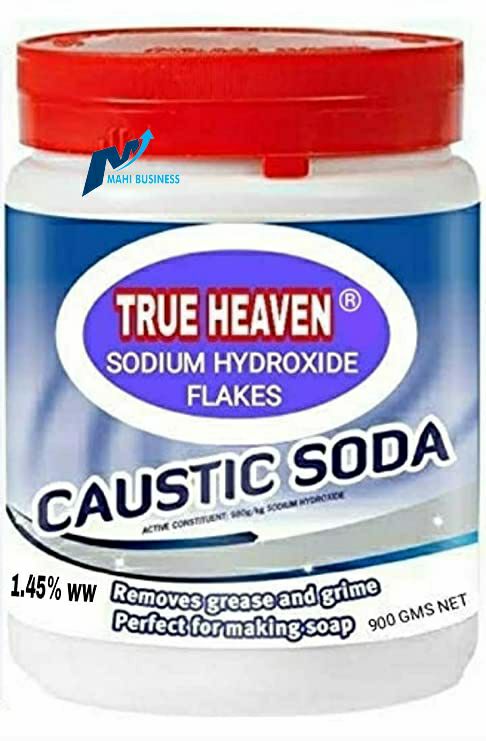 MAHI BUSINESS
TRUE HEAVEN ®
SODIUM HYDROXIDE
FLAKES
CAUSTIC SODA
ACTIVE CONSTITUENT: 980g/kg SODIUM HYDROXIDE
1.45% WW
Removes grease and grime
Perfect for making soap
900 GMS NET